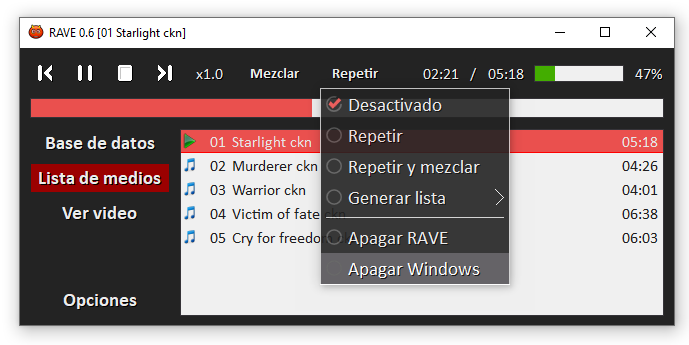 RAVE 0.6 [01 Starlight ckn]
x1.0 Mezclar Repetir 02:21 / 05:18 47%
Base de datos
Lista de medios
Ver video
Opciones
01 Starlight ckn 05:18
02 Murderer ckn 04:26
03 Warrior ckn 04:01
04 Victim of fate ckn 06:38
05 Cry for freedom 06:03
Desactivado
Repetir
Repetir y mezclar
Generar lista
Apagar RAVE
Apagar Windows